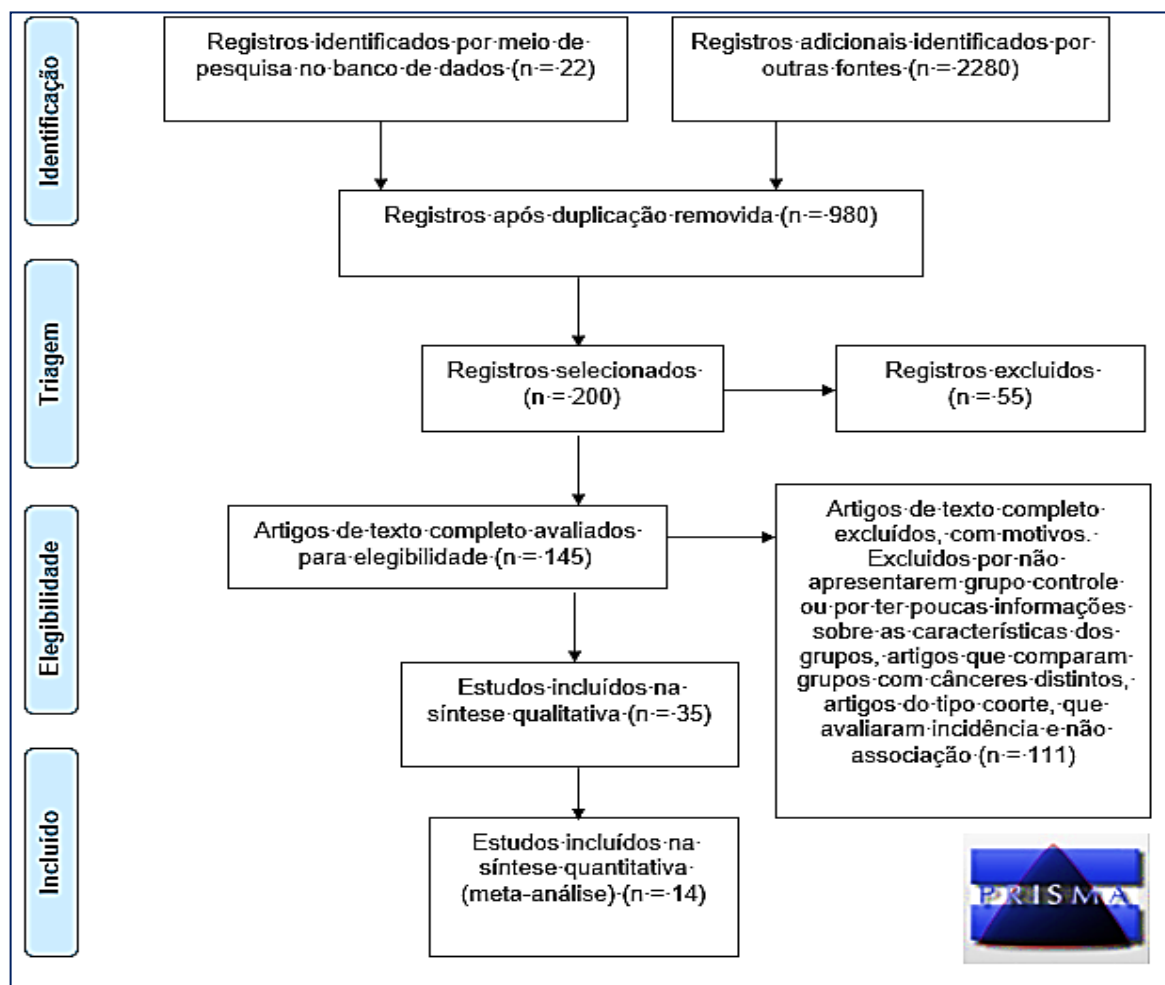 Identificação
Registros·identificados·por·meio·de·
pesquisa·no·banco·de·dados·(n·=·22)
Registros·adicionais·identificados·por·
outras·fontes·(n·=·2280)
Registros·após·duplicação·removida·(n·=·980)
Triagem
Registros·selecionados·
(n·=·200)
Registros·excluidos·
(n·=·55)
Elegibilidade
Artigos·de·texto·completo·avaliados·
para·elegibilidade·(n·=·145)
Artigos·de·texto·completo·
excluídos,·com·motivos.·
Excluidos·por·não·
apresentarem·grupo·controle·
ou·por·ter·poucas·informações·
sobre·as·características·dos·
grupos,·artigos·que·comparam·
grupos·com·cânceres·distintos,·
artigos·do·tipo·coorte,·que·
avaliaram·incidência·e·não·
associação·(n·=·111)
Estudos·incluídos·na·
síntese·qualitativa·(n·=·35)
Incluído
Estudos·incluídos·na·
síntese·quantitativa·
(meta-análise)·(n·=·14)
PRISMA